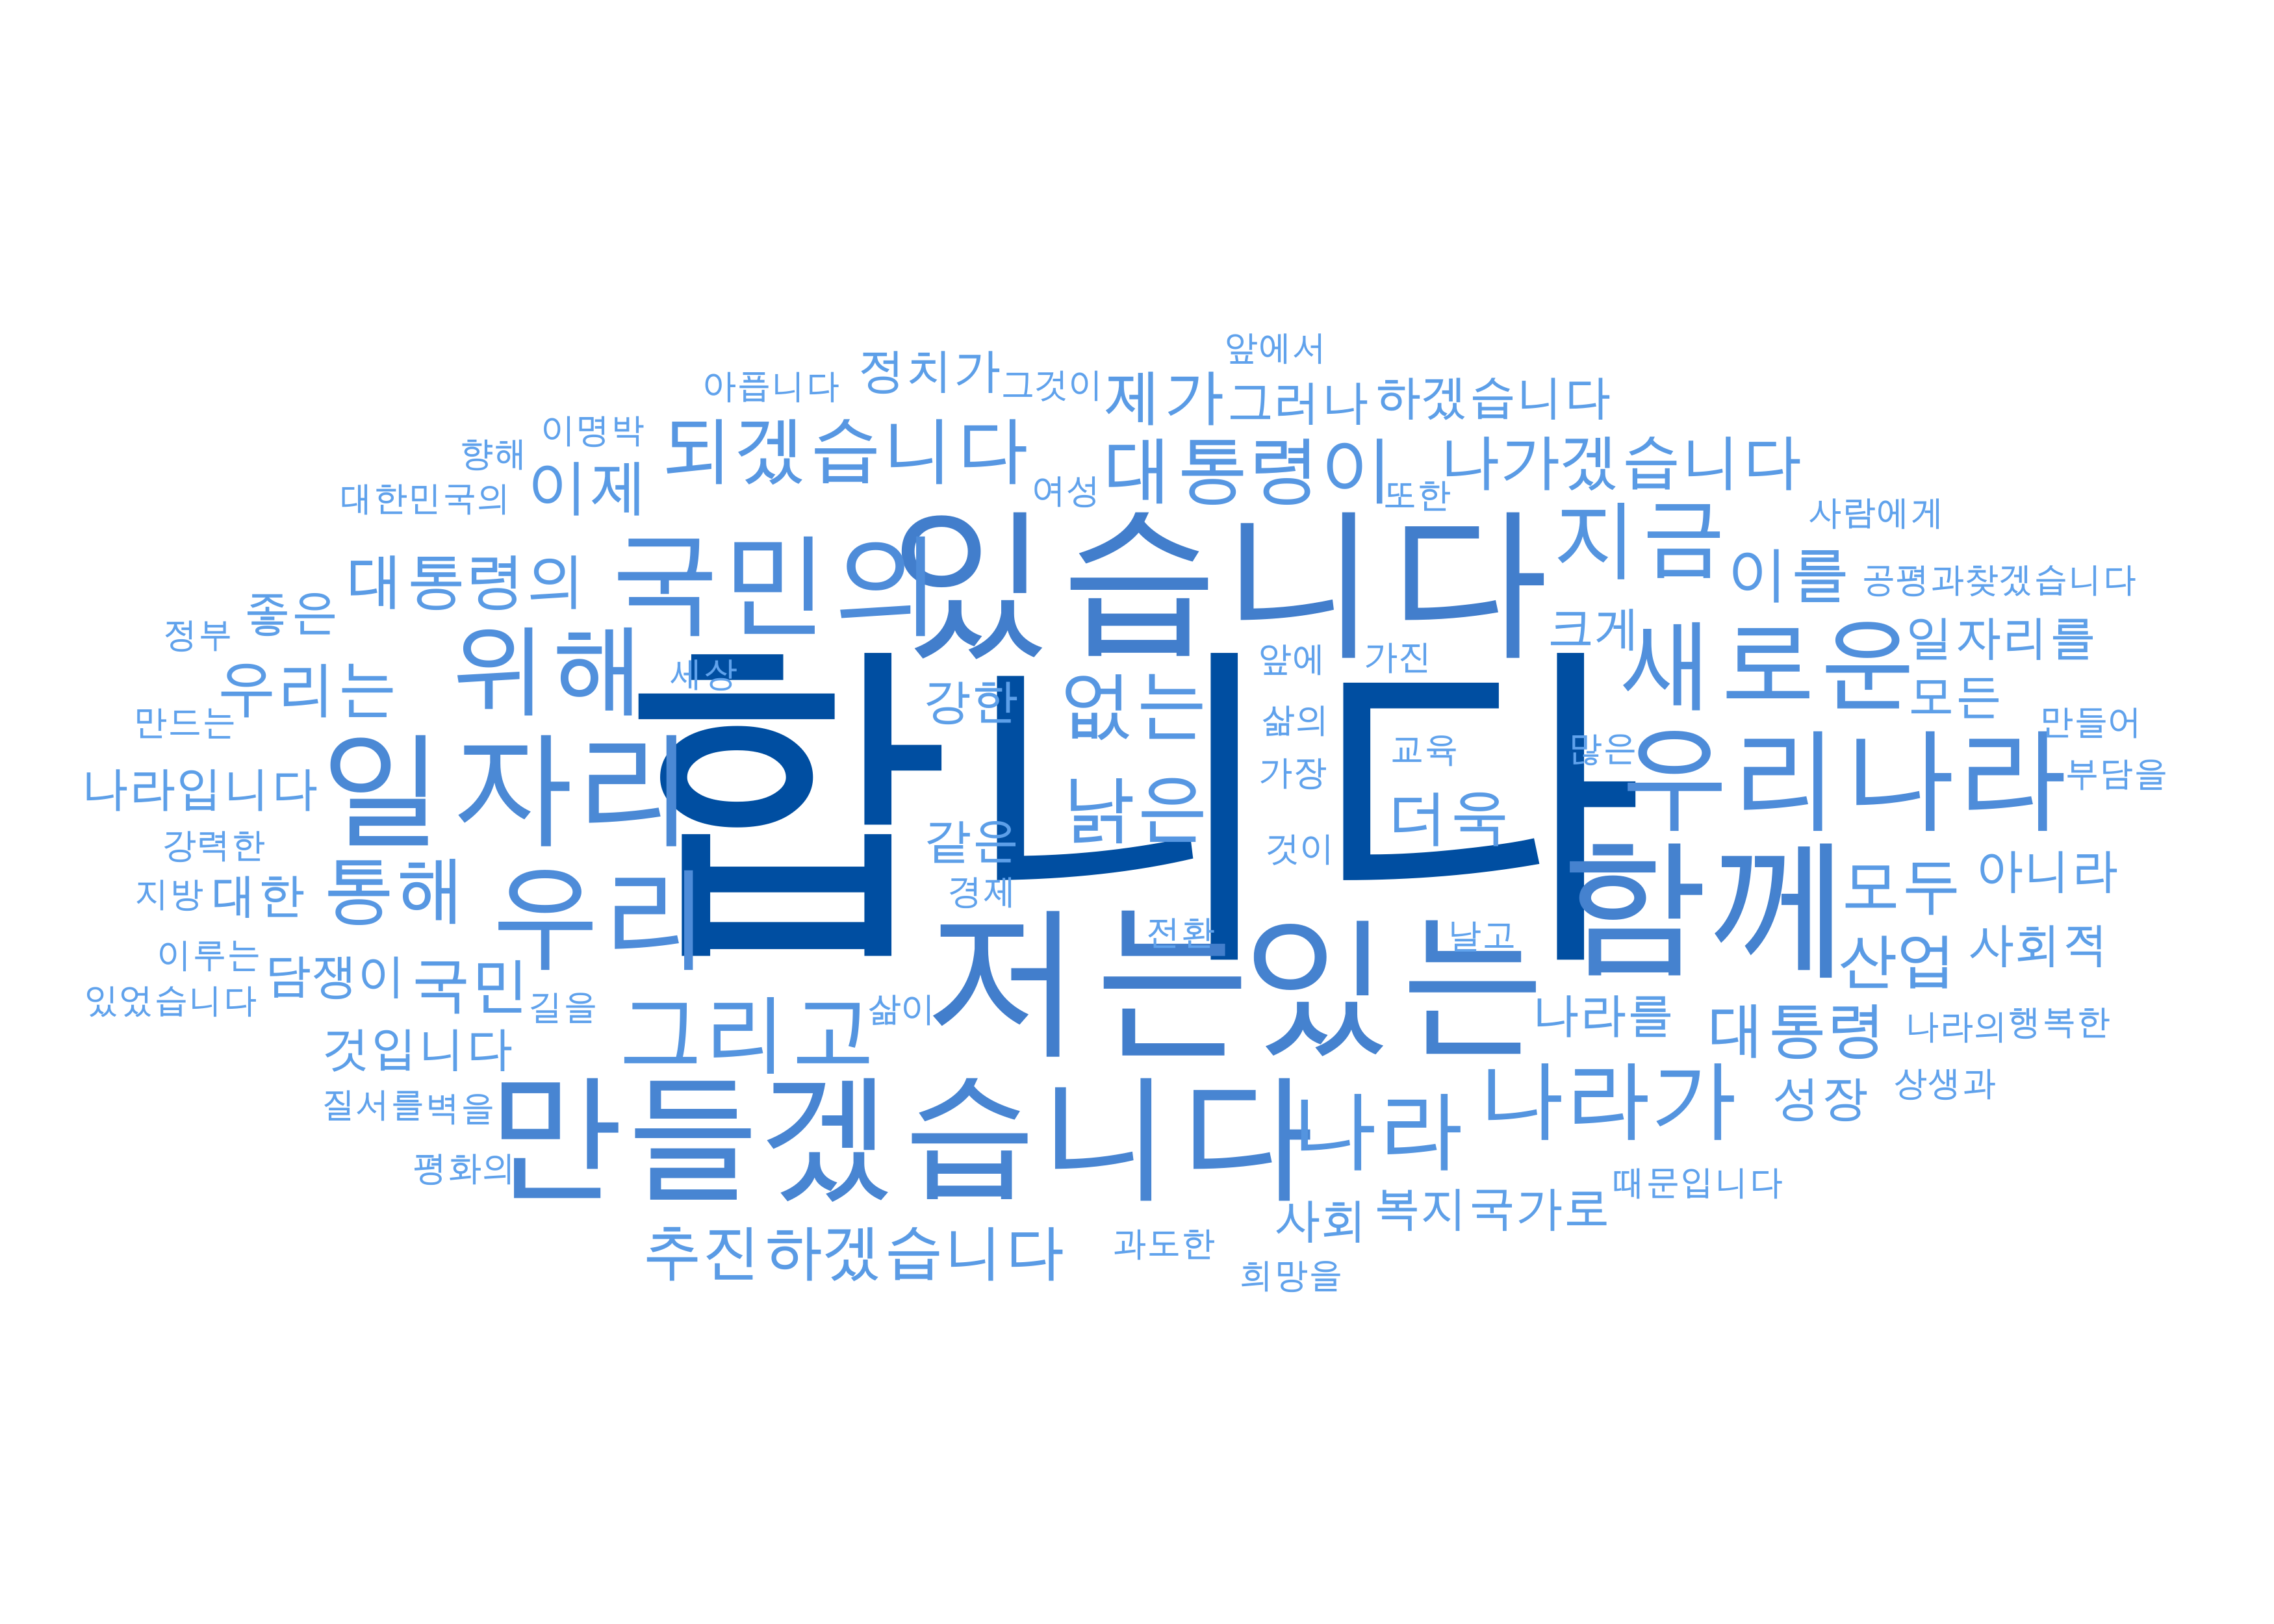 앞에서
아픕니다 정치가 그것이 제가 그러나 하겠습니다
향해 이명박 되겠습니다 대통령이 나가겠습니다
대한민국의 이제 여성 또한 사람에게
대통령의 국민의 있습니다 지금 이를 공평과 찾겠습니다
정부 좋은 위해 세상 앞에 가진 크게 새로운 일자리를
우리는 강한 없는 삶의 모든
만드는 합니다 교육 많은 우리나라 만들어
나라입니다 일자리 가장 부담을
강력한 같은 낡은 것이 더욱
지방 대한 통해 우리 경제 함께 모두 아니라
이루는 담쟁이 국민 저는 전환 있는 낡고 산업 사회적
있었습니다 길을 그리고 삶이 나라를 대통령 나라의 행복한
것입니다
질서를 벽을 만들겠습니다 나라 나라가 성장 상생과
평화의 때문입니다
추진하겠습니다 과도한 사회 복지국가로
희망을